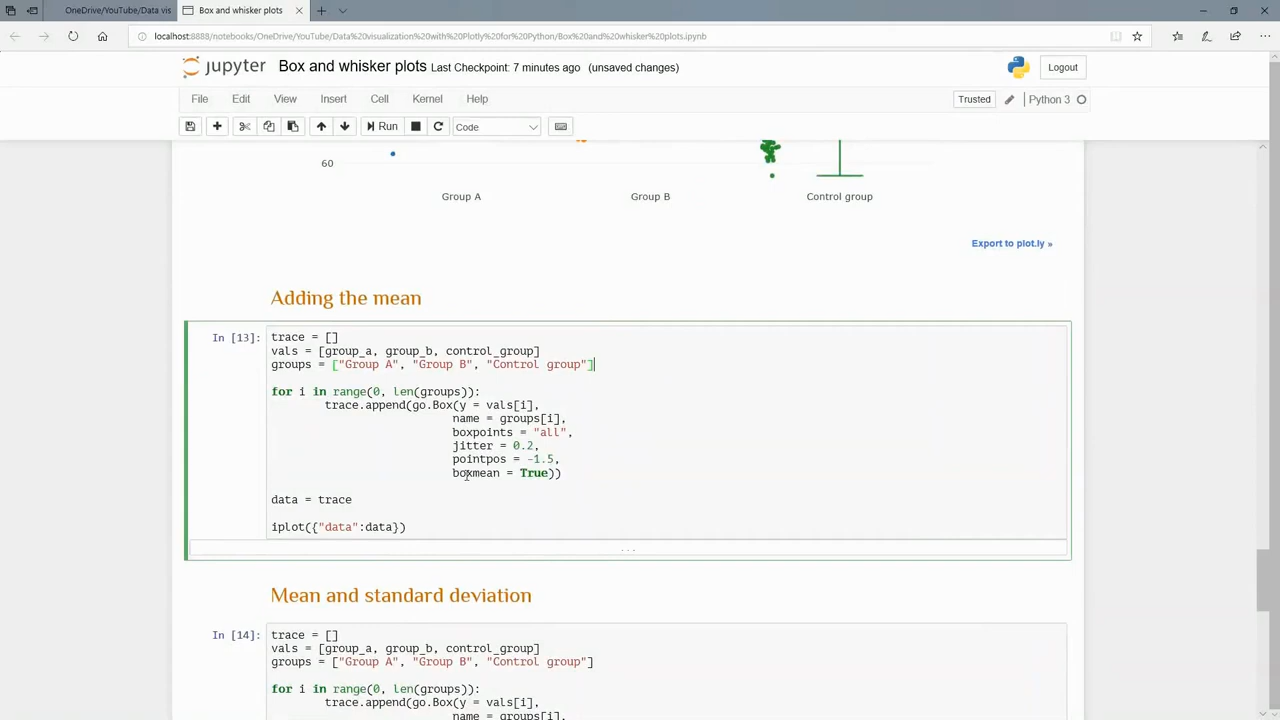 OneDrive/YouTube/Data vis
Box and whisker plots
localhost:8888/notebooks/OneDrive/YouTube/Data%20visualization%20with%20Plotly%20for%20Python/Box%20and%20whisker%20plots.ipynb
jupyter Box and whisker plots Last Checkpoint: 7 minutes ago (unsaved changes)
Logout
File Edit View Insert Cell Kernel Help
Trusted Python 3
Run Code
60
Group A Group B Control group
Export to plot.ly »
Adding the mean
In [13]:
trace = []
vals = [group_a, group_b, control_group]
groups = ["Group A", "Group B", "Control group"]
for i in range(0, len(groups)):
trace.append(go.Box(y = vals[i],
name = groups[i],
boxpoints = "all",
jitter = 0.2,
pointpos = -1.5,
boxmean = True))
data = trace
iplot({"data":data})
...
Mean and standard deviation
In [14]:
trace = []
vals = [group_a, group_b, control_group]
groups = ["Group A", "Group B", "Control group"]
for i in range(0, len(groups)):
trace.append(go.Box(y = vals[i],
name = groups[i],